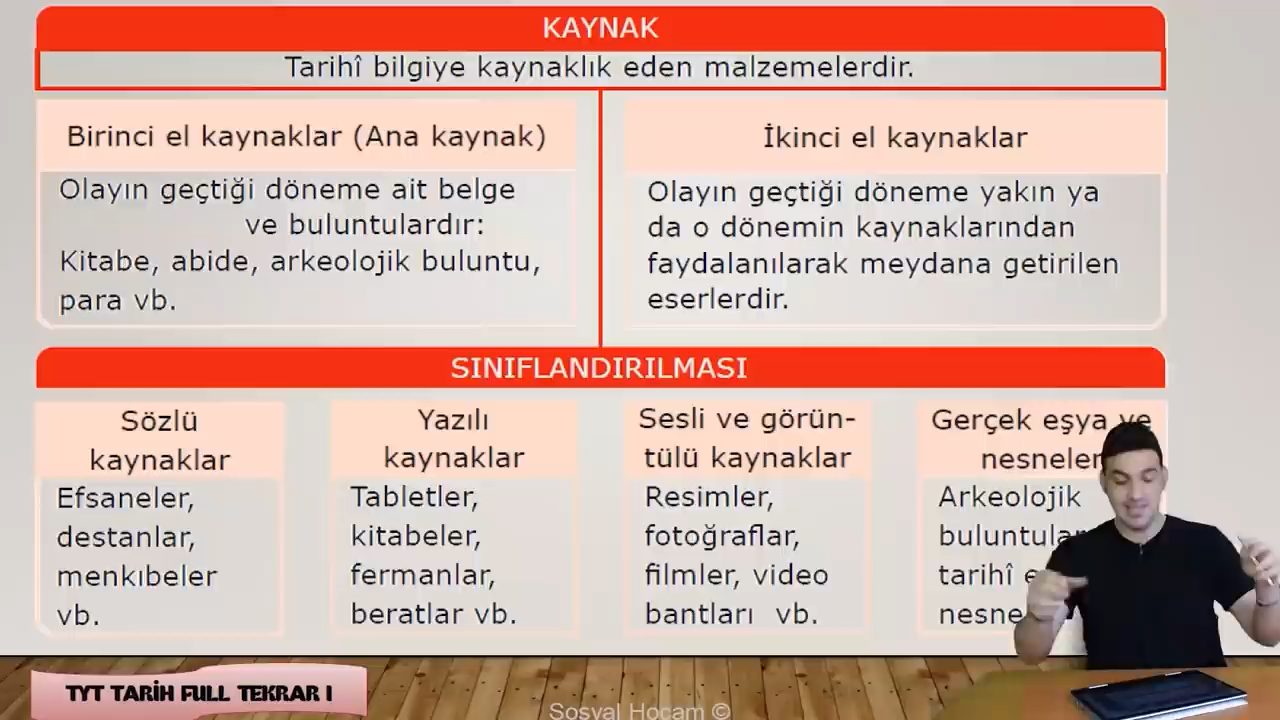 KAYNAK
Tarihî bilgiye kaynaklık eden malzemelerdir.
Birinci el kaynaklar (Ana kaynak)
Olayın geçtiği döneme ait belge
ve buluntulardır:
Kitabe, abide, arkeolojik buluntu,
para vb.
İkinci el kaynaklar
Olayın geçtiği döneme yakın ya
da o dönemin kaynaklarından
faydalanılarak meydana getirilen
eserlerdir.
SINIFLANDIRILMASI
Sözlü
kaynaklar
Efsaneler,
destanlar,
menkıbeler
vb.
Yazılı
kaynaklar
Tabletler,
kitabeler,
fermanlar,
beratlar vb.
Sesli ve görün-
tülü kaynaklar
Resimler,
fotoğraflar,
filmler, video
bantları vb.
Gerçek eşya ve
nesneler
Arkeolojik
buluntular
tarihî
TYT TARİH FULL TEKRAR I
Sosyal Hocam ©